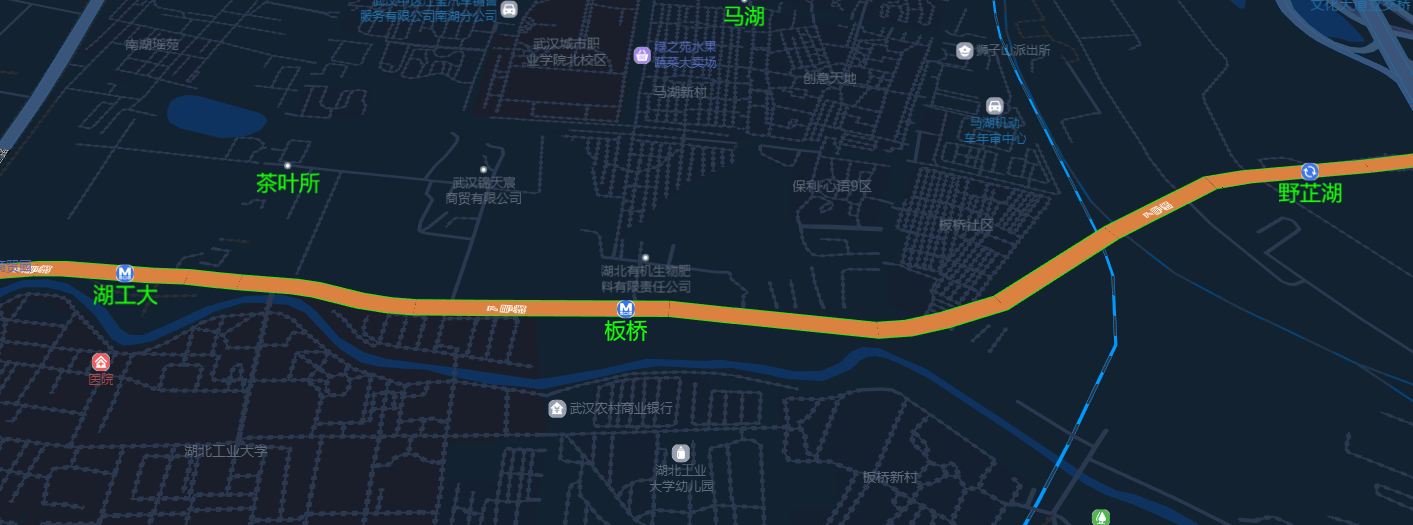 服务有限公司南湖分公司
马湖
南湖瑶苑
武汉城市职
业学院北校区
绿之苑水果
蔬菜大卖场
马湖新村
创意天地
狮子山派出所
马湖机动
车年审中心
茶叶所
武汉锦天宸
商贸有限公司
保利心语9区
野芷湖
板桥社区
湖北有机生物肥
料有限责任公司
湖工大
板桥
医院
武汉农村商业银行
湖北工业大学
湖北工业
大学幼儿园
板桥新村